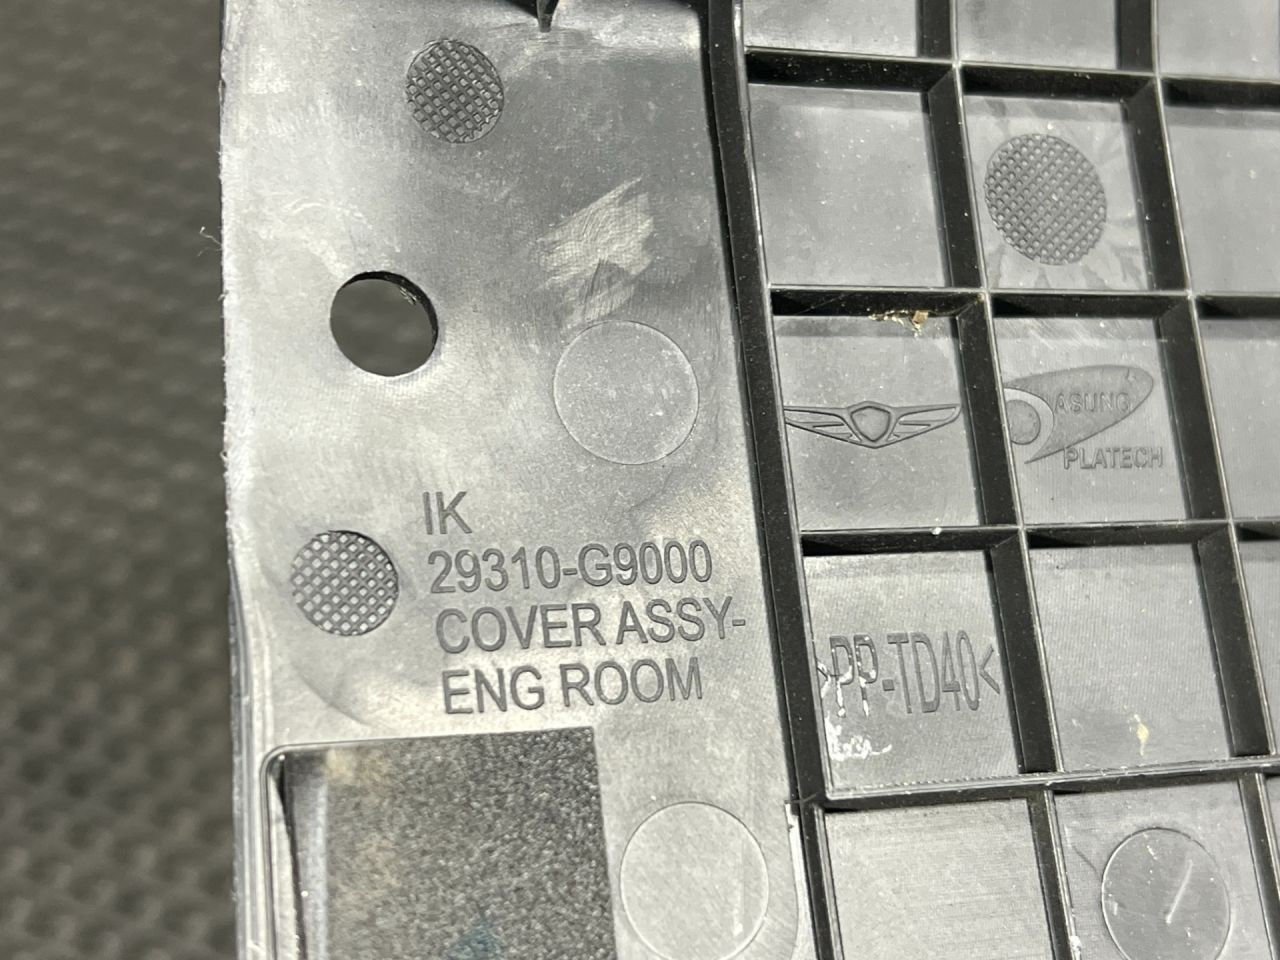 IK
29310-G9000
COVER ASSY-
ENG ROOM
ASUNG
PLATECH
>PP-TD40<